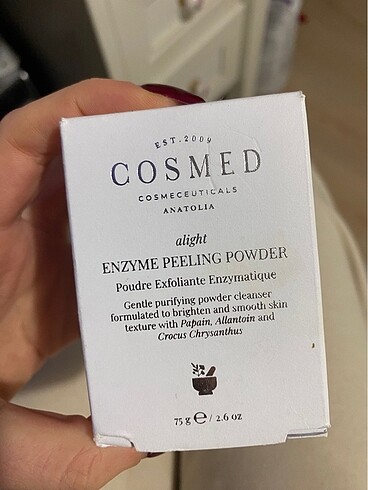 EST. 2009
COSMED
COSMECEUTICALS
ANATOLIA
alight
ENZYME PEELING POWDER
Poudre Exfoliante Enzymatique
Gentle purifying powder cleanser
formulated to brighten and smooth skin
texture with Papain, Allantoin and
Crocus Chrysanthus
75 g ℮ / 2.6 oz